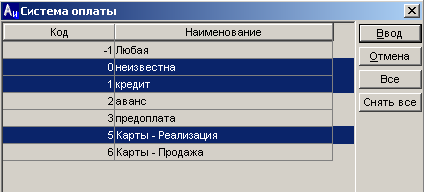 Аи Система оплаты
Код Наименование
-1 Любая
0 неизвестна
1 кредит
2 аванс
3 предоплата
5 Карты - Реализация
6 Карты - Продажа
Ввод
Отмена
Все
Снять все